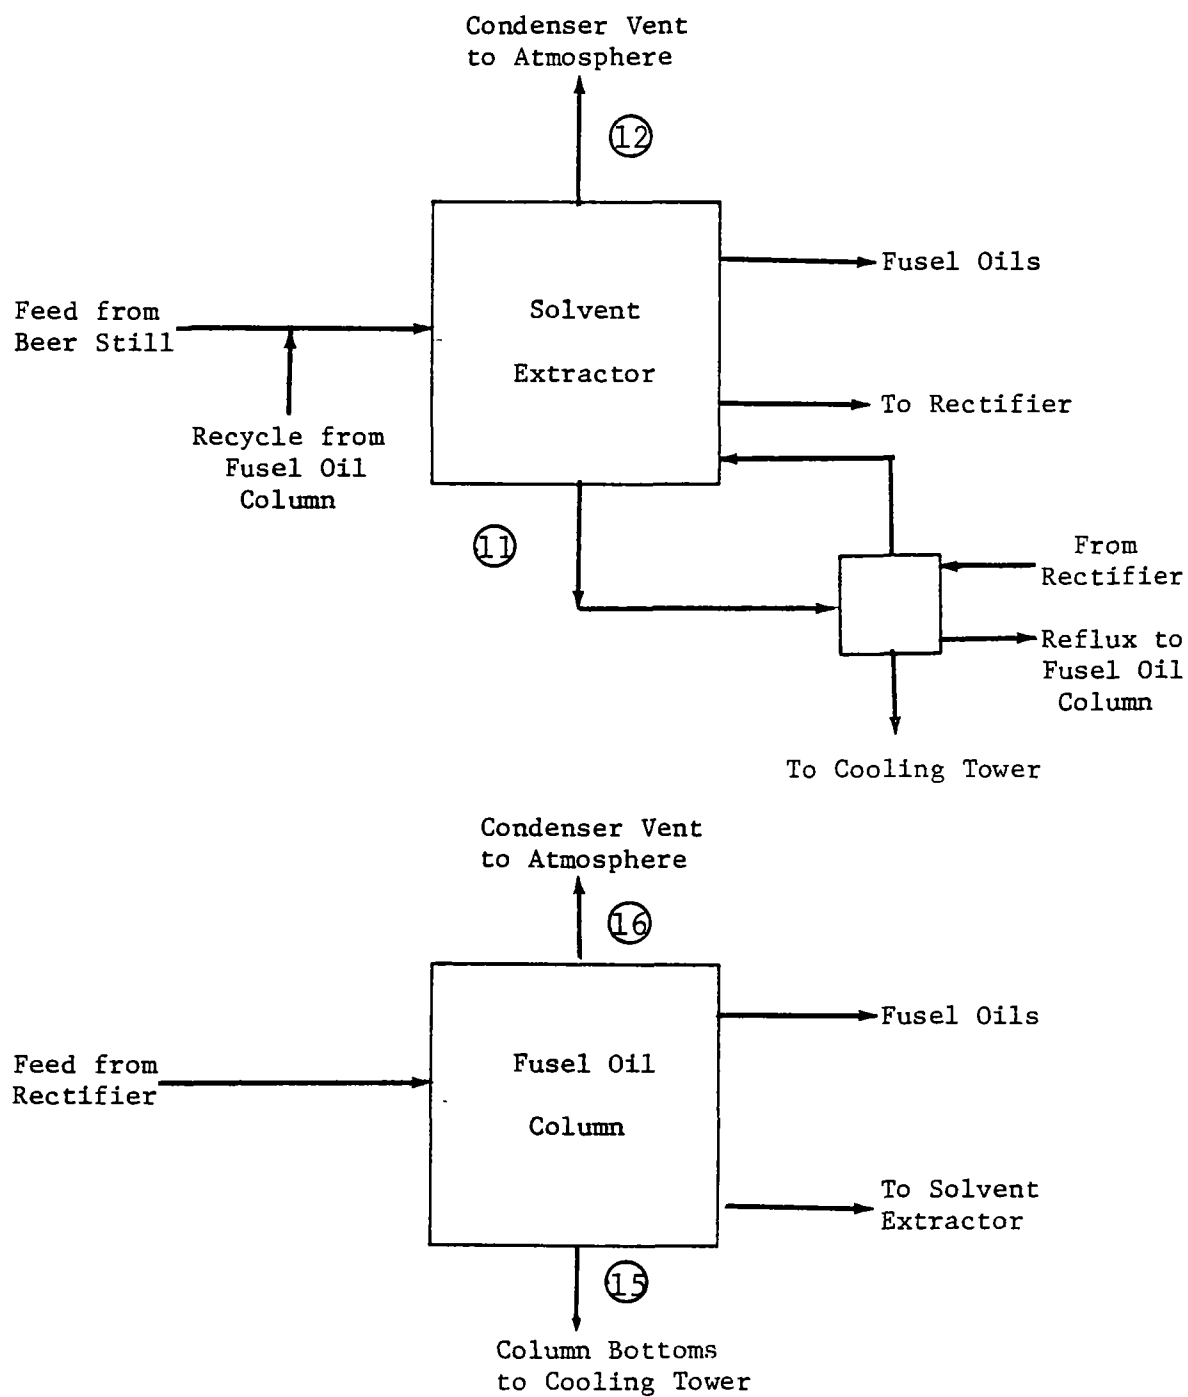 Condenser Vent
to Atmosphere
12
Fusel Oils
Feed from
Beer Still
Solvent
Extractor
To Rectifier
Recycle from
Fusel Oil
Column
11
From
Rectifier
Reflux to
Fusel Oil
Column
To Cooling Tower
Condenser Vent
to Atmosphere
16
Fusel Oils
Feed from
Rectifier
Fusel Oil
Column
To Solvent
Extractor
15
Column Bottoms
to Cooling Tower